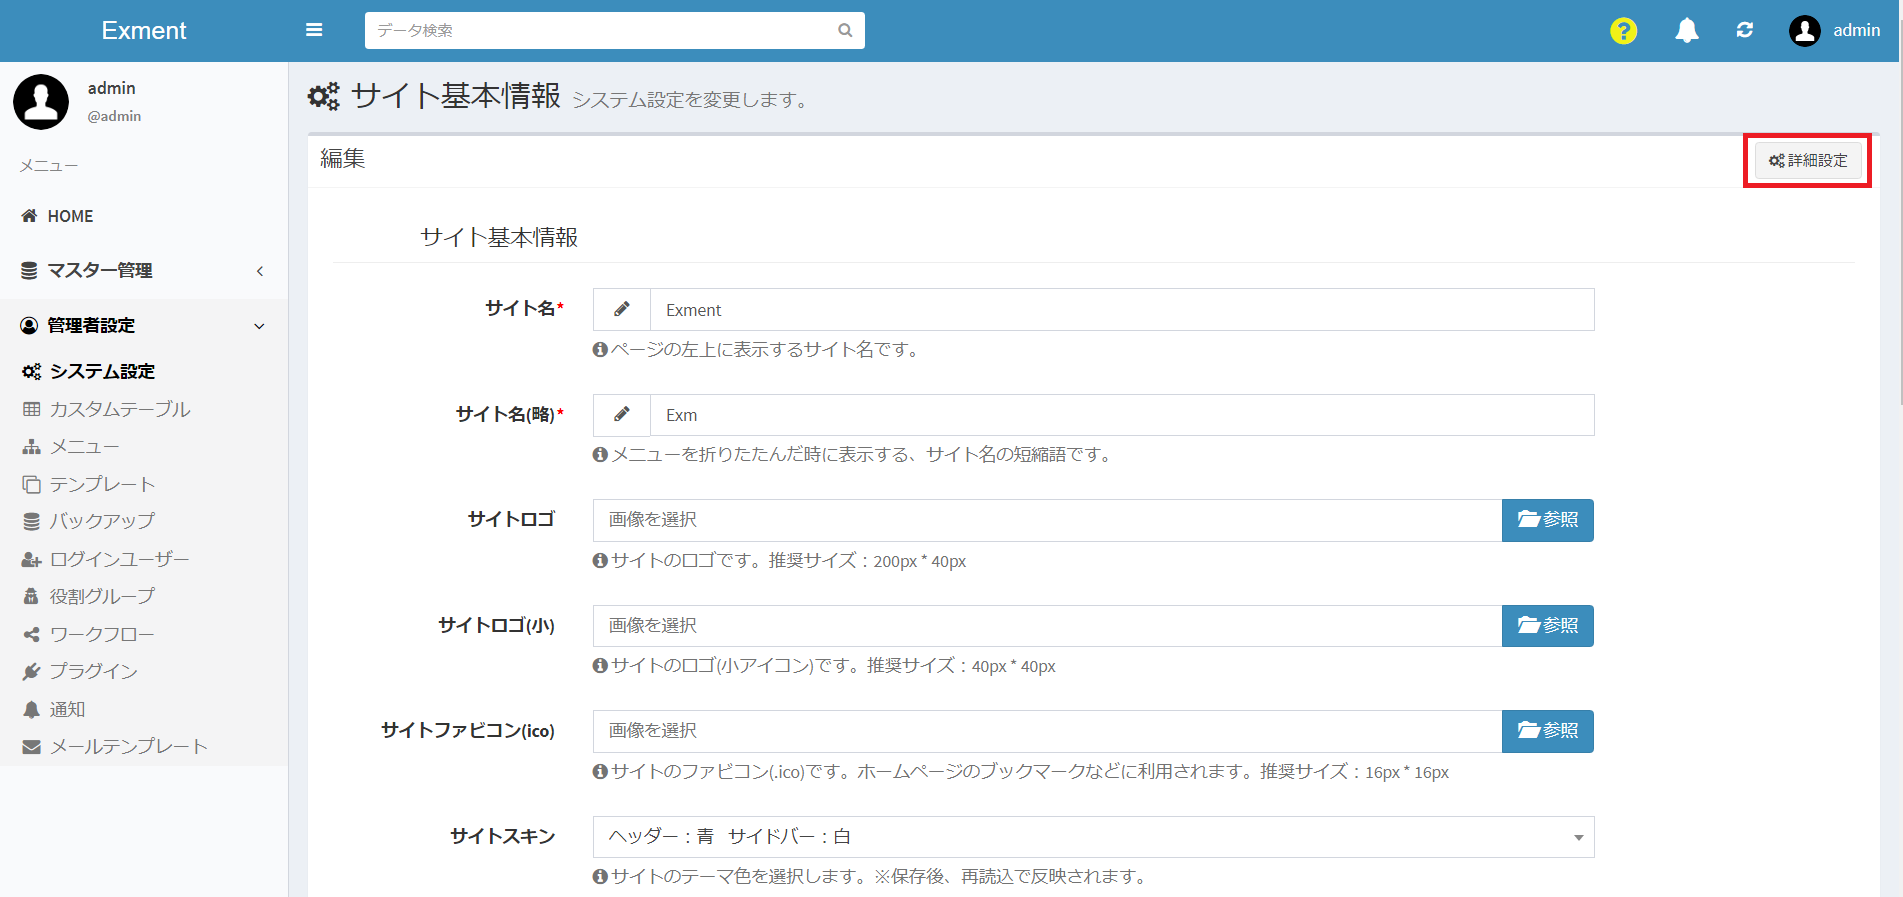 Exment
データ検索
admin
admin
@admin
メニュー
HOME
マスター管理
管理者設定
システム設定
カスタムテーブル
メニュー
テンプレート
バックアップ
ログインユーザー
役割グループ
ワークフロー
プラグイン
通知
メールテンプレート
サイト基本情報 システム設定を変更します。
編集
詳細設定
サイト基本情報
サイト名*
Exment
ページの左上に表示するサイト名です。
サイト名(略)*
Exm
メニューを折りたたんだ時に表示する、サイト名の短縮語です。
サイトロゴ
画像を選択
参照
サイトのロゴです。推奨サイズ：200px * 40px
サイトロゴ(小)
画像を選択
参照
サイトのロゴ(小アイコン)です。推奨サイズ：40px * 40px
サイトファビコン(ico)
画像を選択
参照
サイトのファビコン(.ico)です。ホームページのブックマークなどに利用されます。推奨サイズ：16px * 16px
サイトスキン
ヘッダー：青 サイドバー：白
サイトのテーマ色を選択します。※保存後、再読込で反映されます。